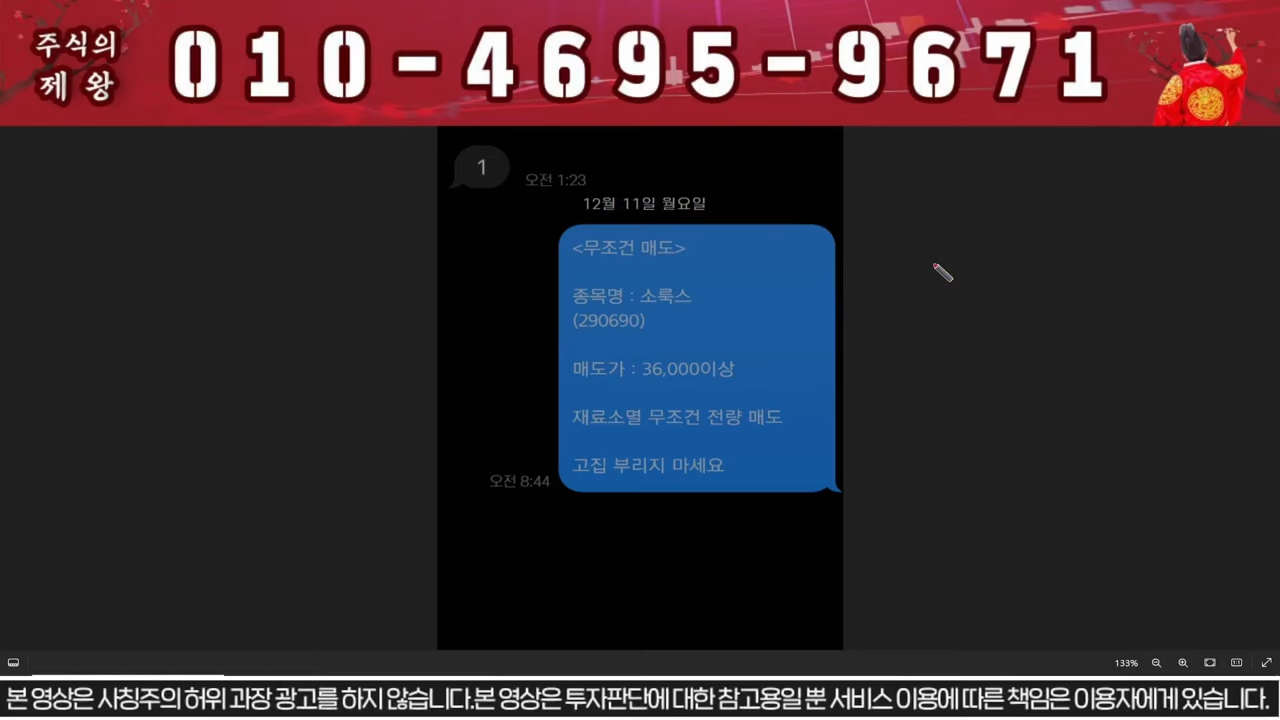 주식의
제왕
010-4695-9671
1
오전 1:23
12월 11일 월요일
<무조건 매도>
종목명 : 소룩스
(290690)
매도가 : 36,000이상
재료소멸 무조건 전량 매도
고집 부리지 마세요
오전 8:44
133%
본 영상은 사칭주의 허위 과장 광고를 하지 않습니다.본 영상은 투자판단에 대한 참고용일 뿐 서비스 이용에 따른 책임은 이용자에게 있습니다.